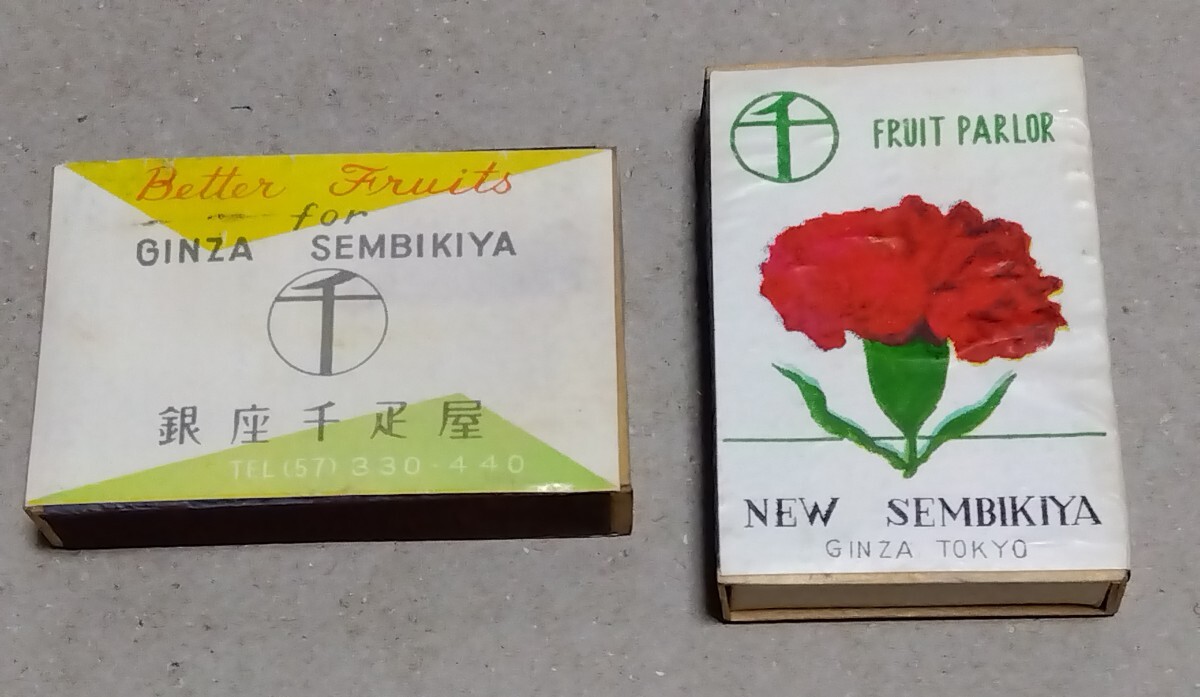 Better Fruits
for
GINZA SEMBIKIYA
千
銀座千疋屋
TEL (57) 330-440
千 FRUIT PARLOR
NEW SEMBIKIYA
GINZA TOKYO